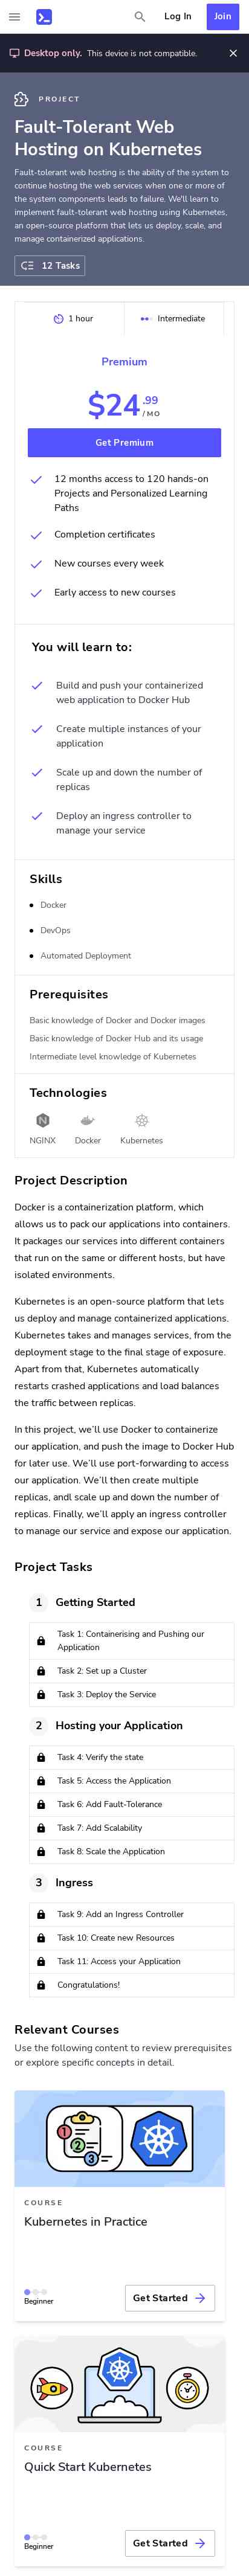 Log In
Join
Desktop only. This device is not compatible.
PROJECT
Fault-Tolerant Web
Hosting on Kubernetes
Fault-tolerant web hosting is the ability of the system to
continue hosting the web services when one or more of
the system components leads to failure. We'll learn to
implement fault-tolerant web hosting using Kubernetes,
an open-source platform that lets us deploy, scale, and
manage containerized applications.
12 Tasks
1 hour
Intermediate
Premium
$24 .99 / MO
Get Premium
12 months access to 120 hands-on
Projects and Personalized Learning
Paths
Completion certificates
New courses every week
Early access to new courses
You will learn to:
Build and push your containerized
web application to Docker Hub
Create multiple instances of your
application
Scale up and down the number of
replicas
Deploy an ingress controller to
manage your service
Skills
Docker
DevOps
Automated Deployment
Prerequisites
Basic knowledge of Docker and Docker images
Basic knowledge of Docker Hub and its usage
Intermediate level knowledge of Kubernetes
Technologies
NGINX
Docker
Kubernetes
Project Description
Docker is a containerization platform, which
allows us to pack our applications into containers.
It packages our services into different containers
that run on the same or different hosts, but have
isolated environments.
Kubernetes is an open-source platform that lets
us deploy and manage containerized applications.
Kubernetes takes and manages services, from the
deployment stage to the final stage of exposure.
Apart from that, Kubernetes automatically
restarts crashed applications and load balances
the traffic between replicas.
In this project, we'll use Docker to containerize
our application, and push the image to Docker Hub
for later use. We'll use port-forwarding to access
our application. We'll then create multiple
replicas, andl scale up and down the number of
replicas. Finally, we'll apply an ingress controller
to manage our service and expose our application.
Project Tasks
1 Getting Started
Task 1: Containerising and Pushing our
Application
Task 2: Set up a Cluster
Task 3: Deploy the Service
2 Hosting your Application
Task 4: Verify the state
Task 5: Access the Application
Task 6: Add Fault-Tolerance
Task 7: Add Scalability
Task 8: Scale the Application
3 Ingress
Task 9: Add an Ingress Controller
Task 10: Create new Resources
Task 11: Access your Application
Congratulations!
Relevant Courses
Use the following content to review prerequisites
or explore specific concepts in detail.
COURSE
Kubernetes in Practice
Beginner
Get Started
COURSE
Quick Start Kubernetes
Beginner
Get Started